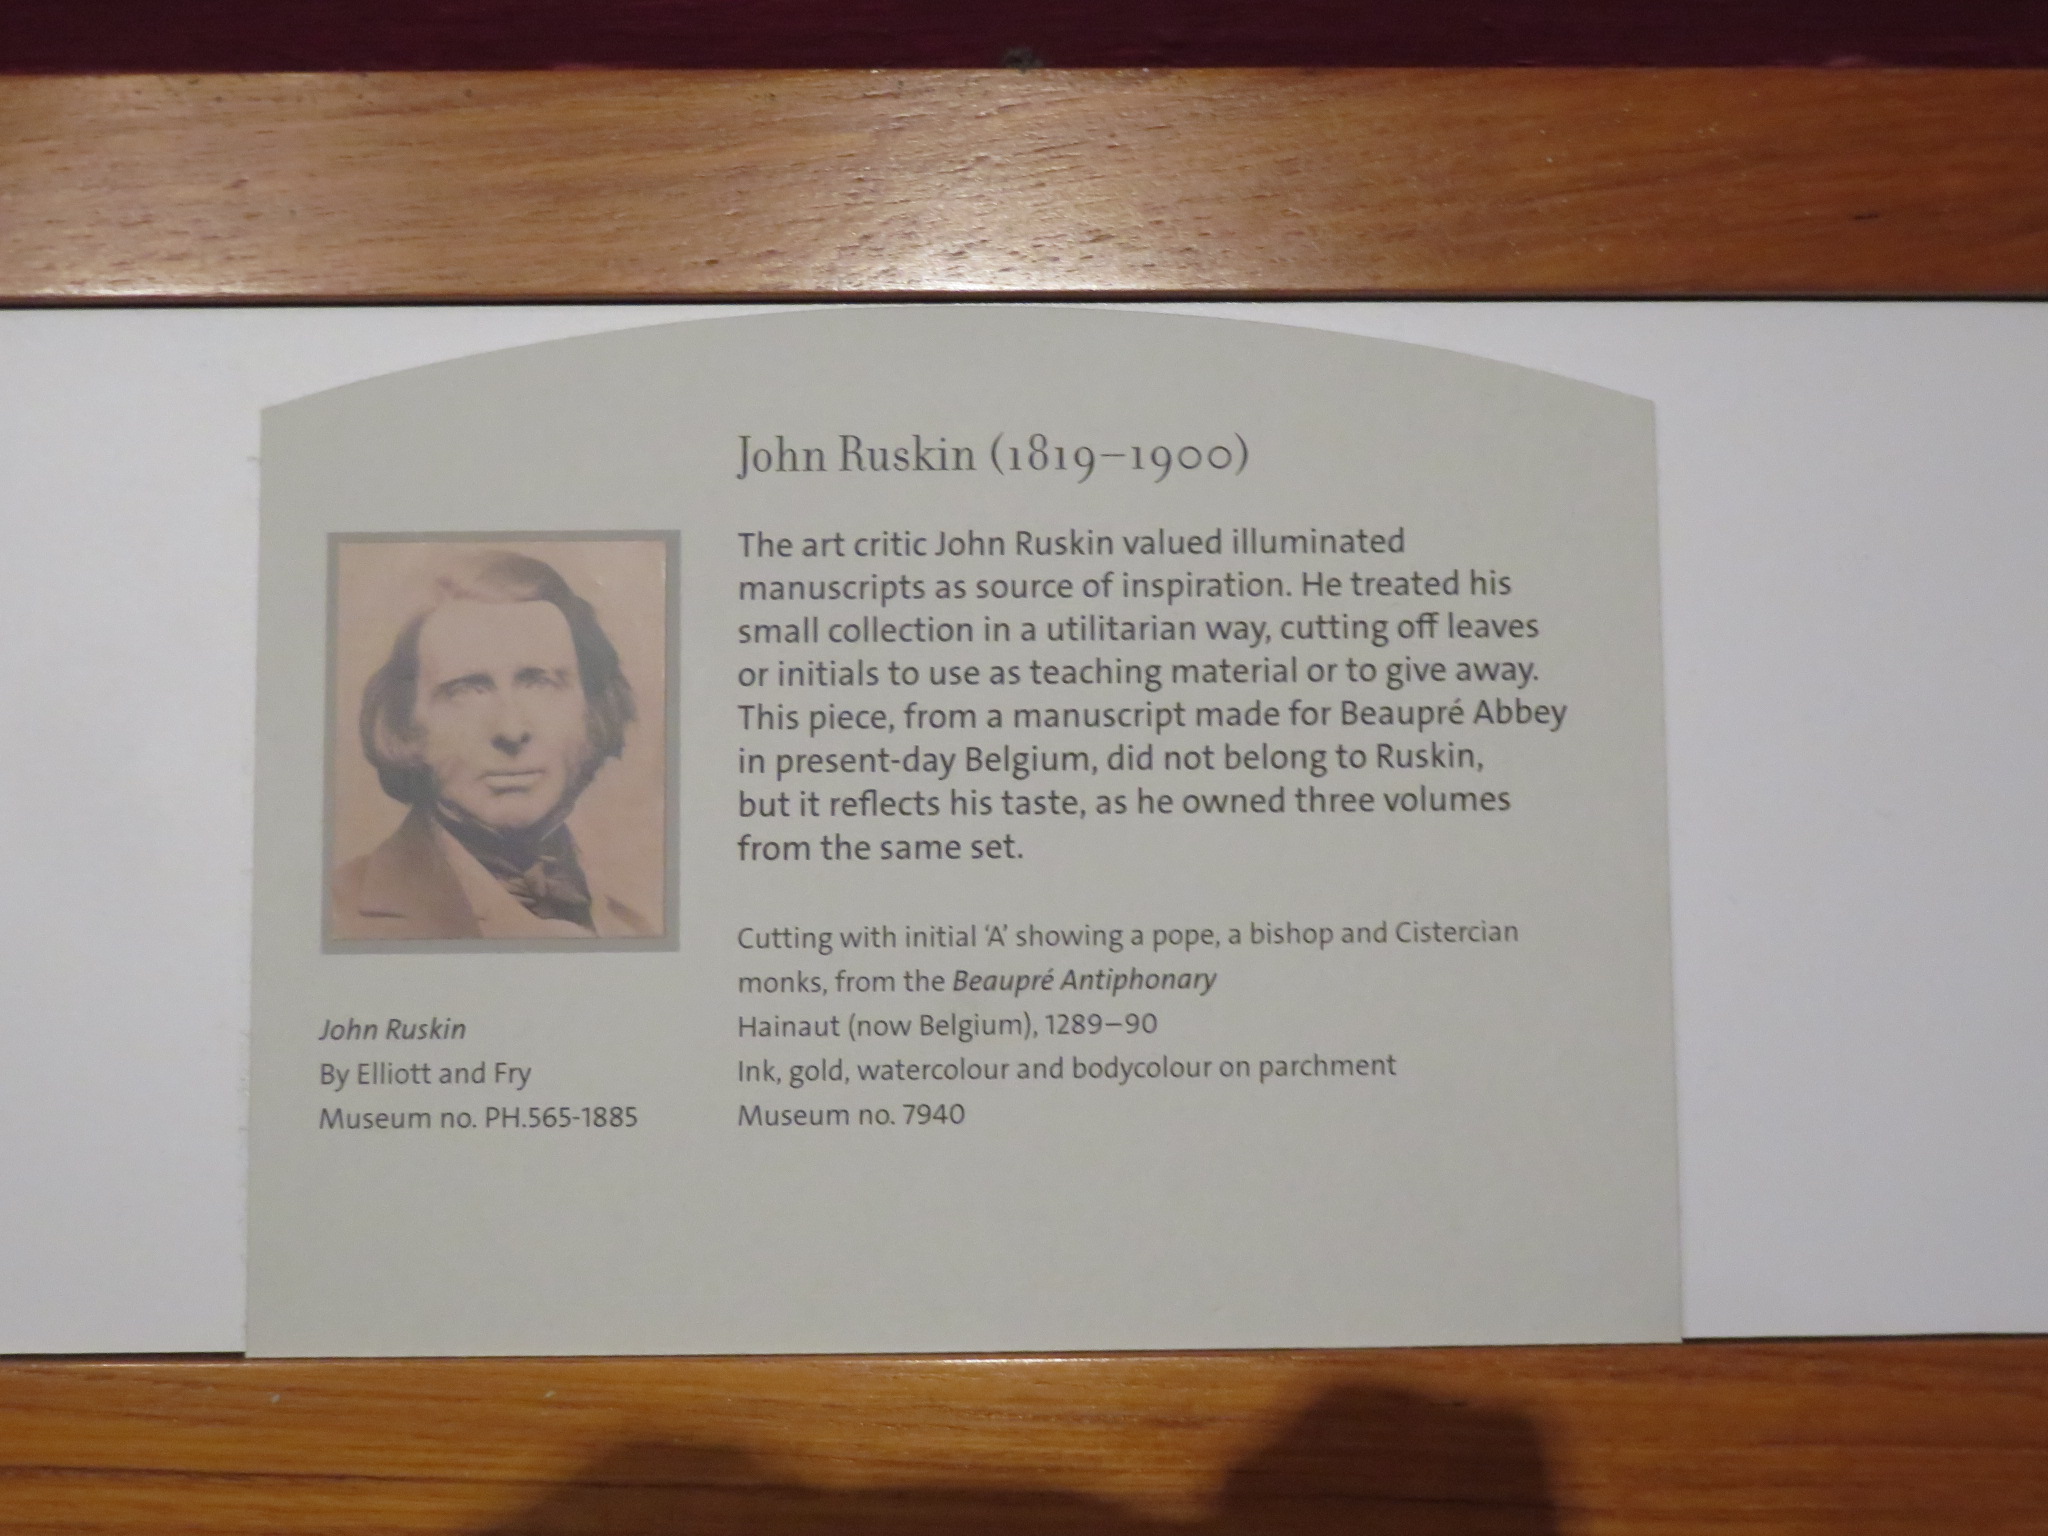 John Ruskin (1819–1900)
The art critic John Ruskin valued illuminated
manuscripts as source of inspiration. He treated his
small collection in a utilitarian way, cutting off leaves
or initials to use as teaching material or to give away.
This piece, from a manuscript made for Beaupré Abbey
in present-day Belgium, did not belong to Ruskin,
but it reflects his taste, as he owned three volumes
from the same set.
Cutting with initial ‘A’ showing a pope, a bishop and Cistercian
monks, from the Beaupré Antiphonary
Hainaut (now Belgium), 1289–90
Ink, gold, watercolour and bodycolour on parchment
Museum no. 7940
John Ruskin
By Elliott and Fry
Museum no. PH.565-1885